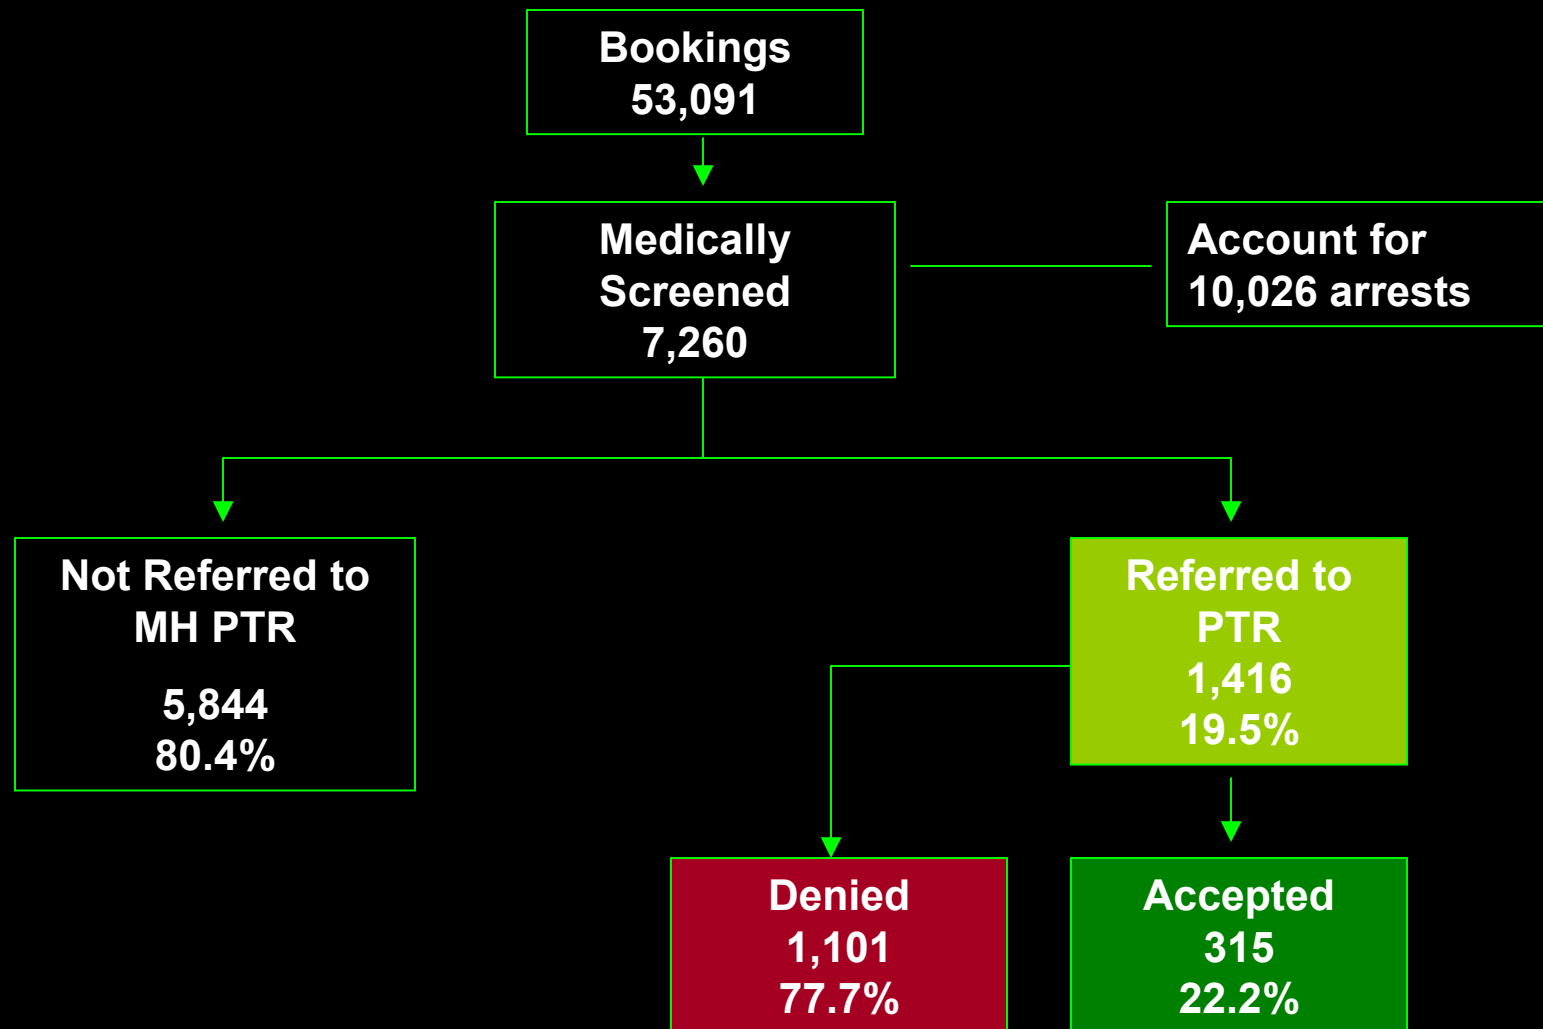 Bookings
53,091
Medically
Screened
7,260
Account for
10,026 arrests
Not Referred to
MH PTR
5,844
80.4%
Referred to
PTR
1,416
19.5%
Denied
1,101
77.7%
Accepted
315
22.2%